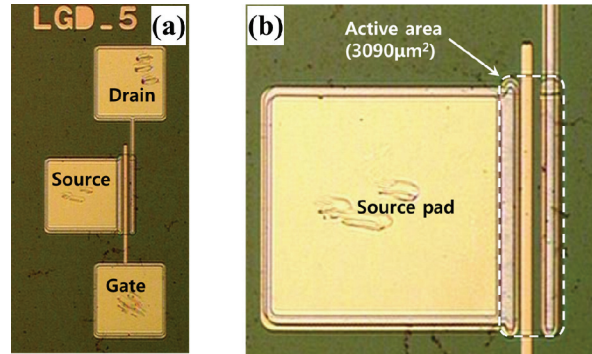 LGD_5
(a)
Drain
Source
Gate
(b)
Active area
(3090μm²)
Source pad